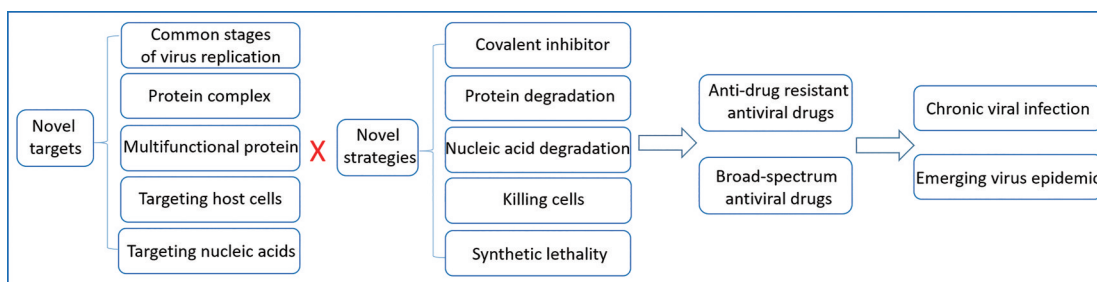 Novel
targets
Common stages
of virus replication
Protein complex
Multifunctional protein
Targeting host cells
Targeting nucleic acids
X
Novel
strategies
Covalent inhibitor
Protein degradation
Nucleic acid degradation
Killing cells
Synthetic lethality
Anti-drug resistant
antiviral drugs
Broad-spectrum
antiviral drugs
Chronic viral infection
Emerging virus epidemic